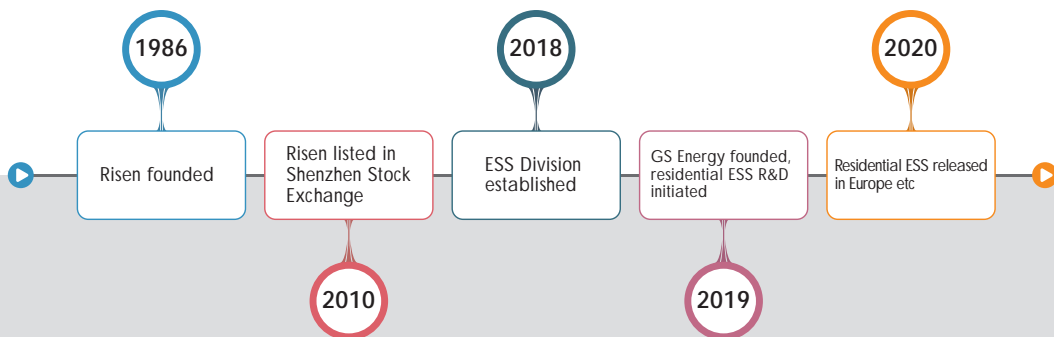 1986
Risen founded
Risen listed in
Shenzhen Stock
Exchange
2010
2018
ESS Division
established
GS Energy founded,
residential ESS R&D
initiated
2019
2020
Residential ESS released
in Europe etc